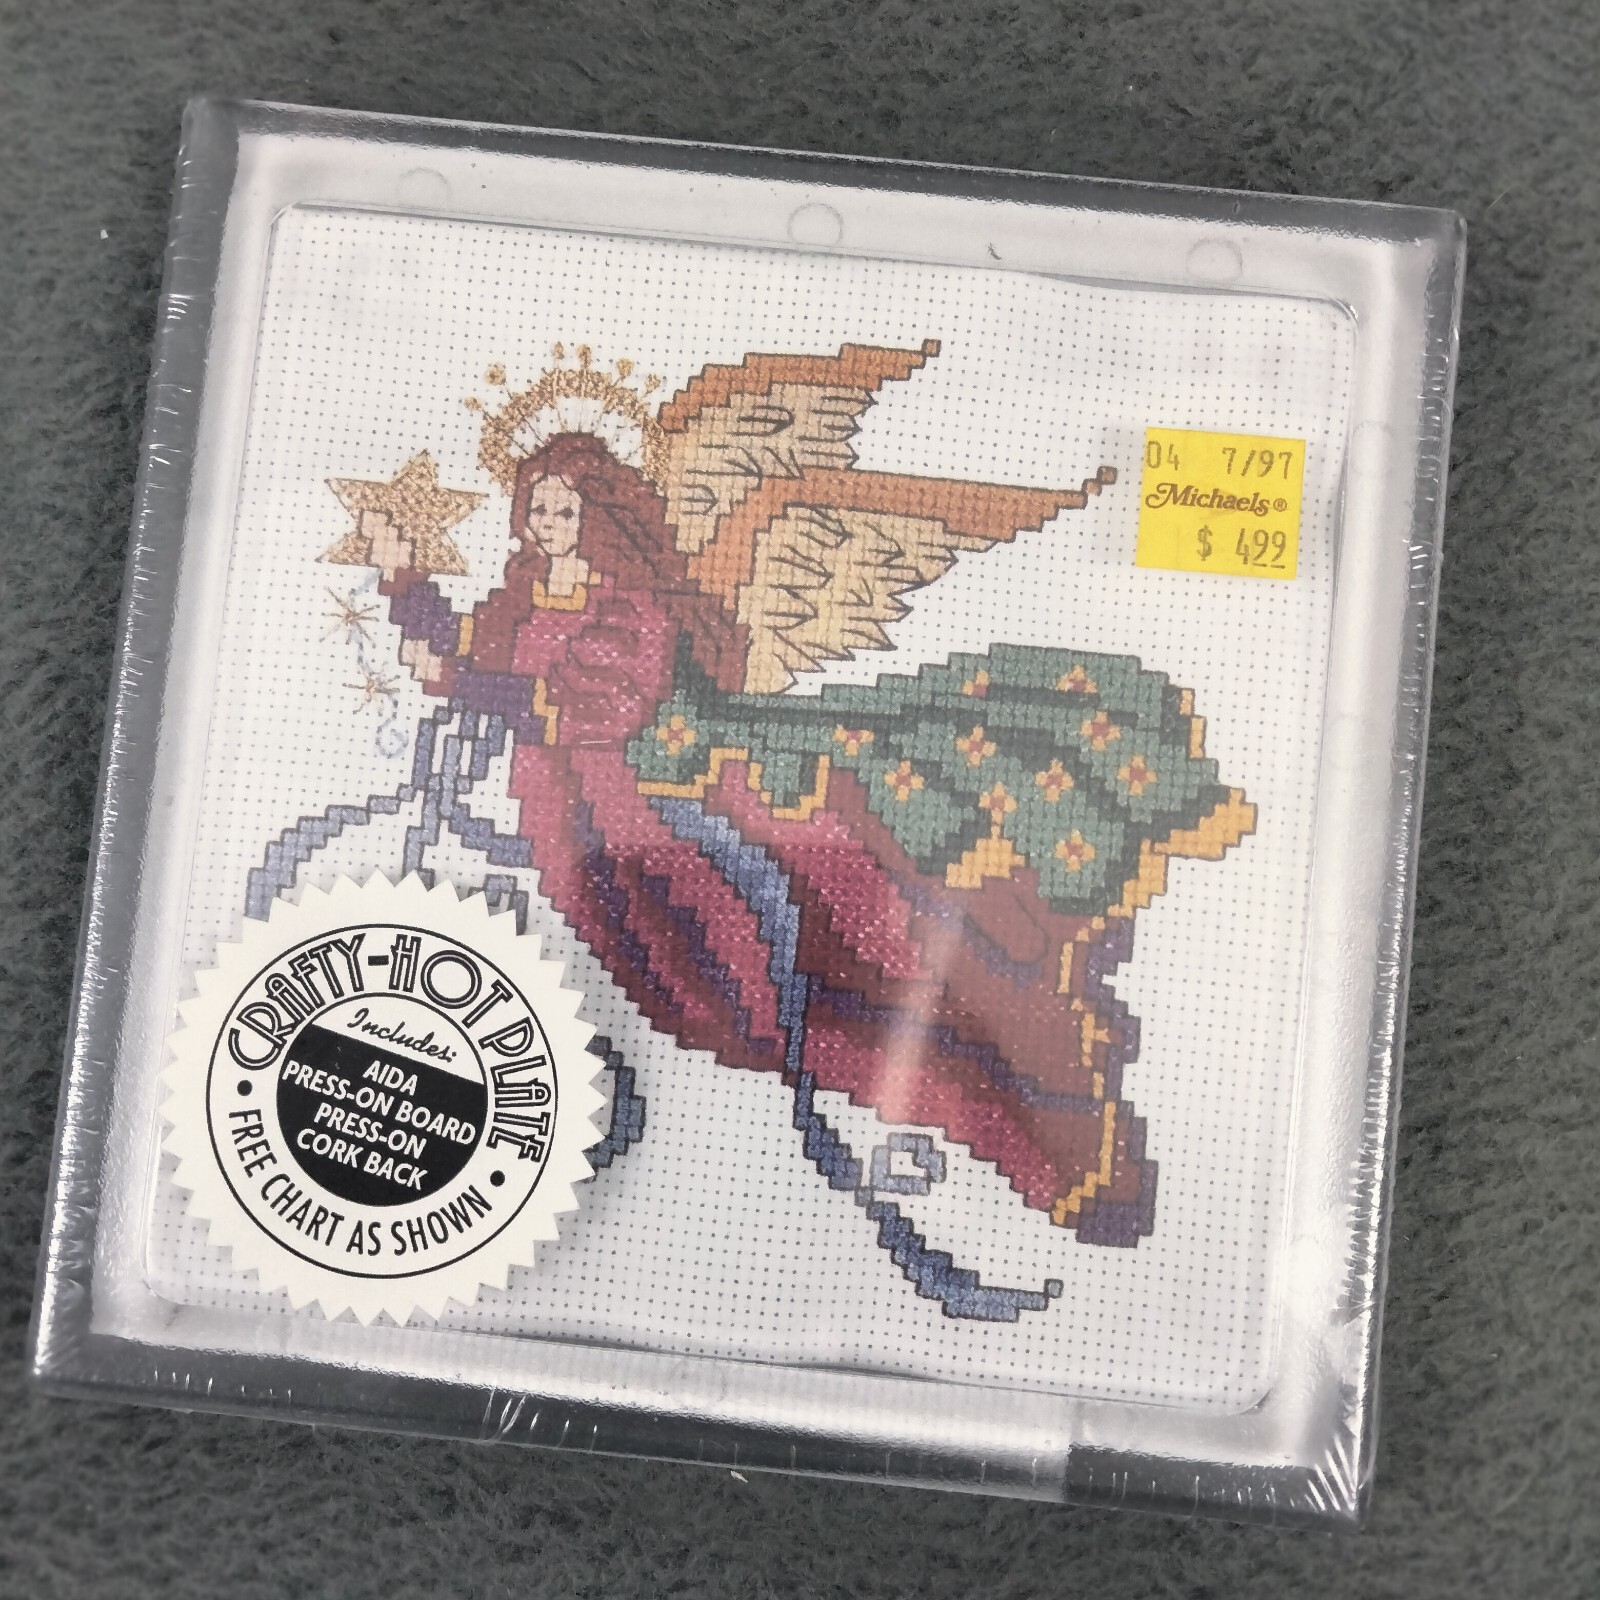 04 7/97
Michaels®
$ 499
CRAFTY-HOT PLATE
Includes:
AIDA
PRESS-ON BOARD
PRESS-ON
CORK BACK
• FREE CHART AS SHOWN •